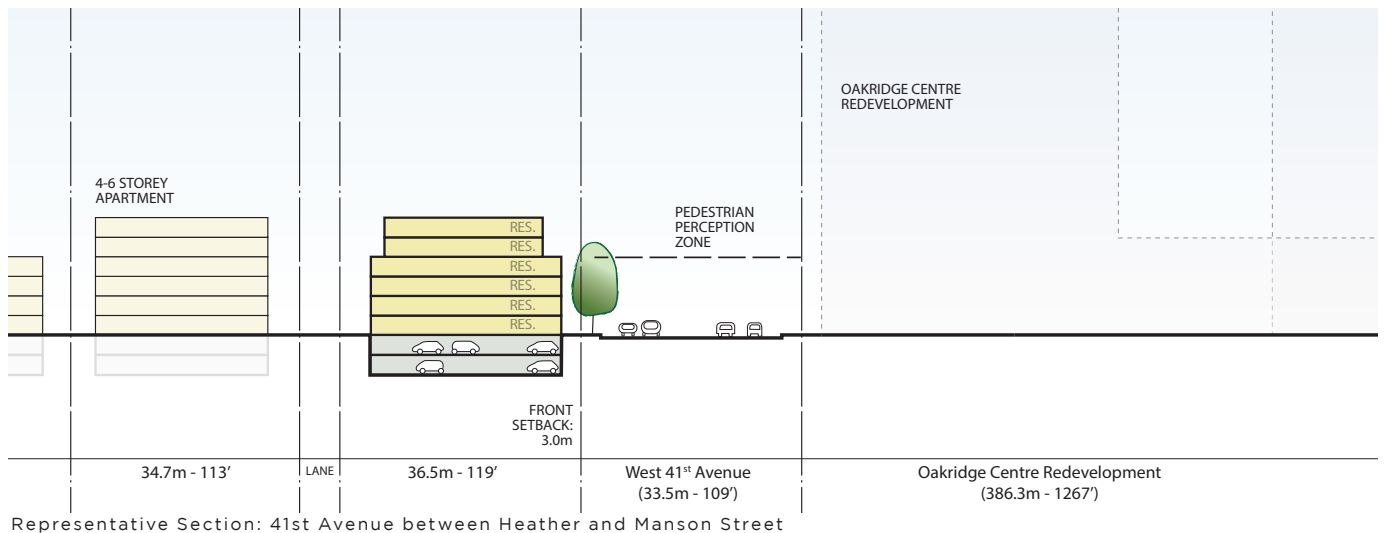 OAKRIDGE CENTRE
REDEVELOPMENT
4-6 STOREY
APARTMENT
PEDESTRIAN
PERCEPTION
ZONE
RES.
RES.
RES.
RES.
RES.
RES.
FRONT
SETBACK:
3.0m
34.7m - 113’
LANE
36.5m - 119’
West 41st Avenue
(33.5m - 109’)
Oakridge Centre Redevelopment
(386.3m - 1267’)
Representative Section: 41st Avenue between Heather and Manson Street